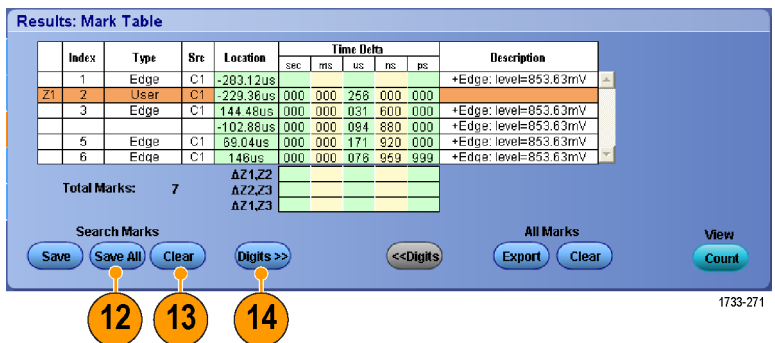 Results: Mark Table
Index Type Src Location Time Delta Description
sec ms us ns ps
1 Edge C1 -283.12us +Edge: level=853.63mV
Z1 2 User C1 -229.36us 000 000 256 000 000
3 Edge C1 144.48us 000 000 031 600 000 +Edge: level=853.63mV
-102.88us 000 000 094 880 000 +Edge: level=853.63mV
5 Edge C1 69.04us 000 000 171 920 000 +Edge: level=853.63mV
6 Edge C1 146us 000 000 076 959 999 +Edge: level=853.63mV
Total Marks: 7
ΔZ1,Z2
ΔZ2,Z3
ΔZ1,Z3
Search Marks All Marks View
Save Save All Clear Digits >> <<Digits Export Clear Count
12 13 14
1733-271